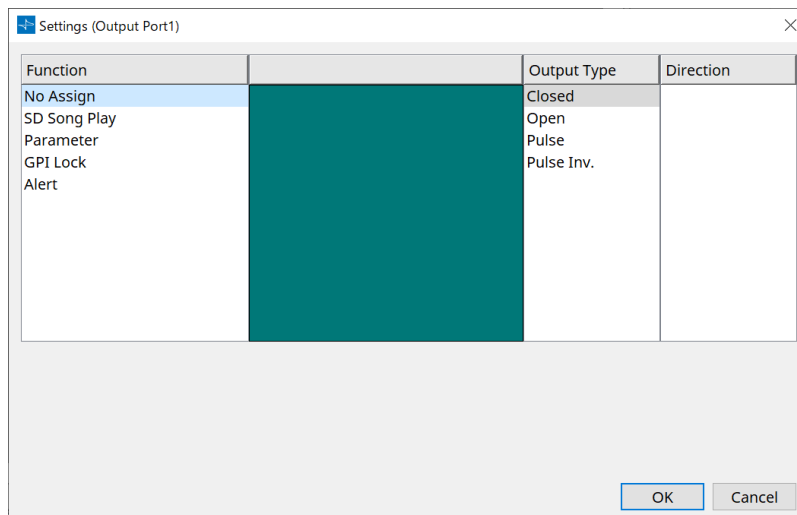 Settings (Output Port1)
Function Output Type Direction
No Assign Closed
SD Song Play Open
Parameter Pulse
GPI Lock Pulse Inv.
Alert
OK Cancel